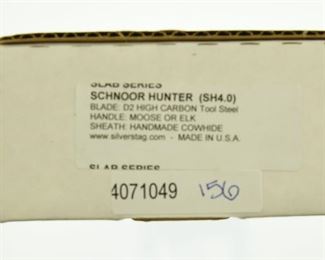 SLAB SERIES
SCHNOOR HUNTER (SH4.0)
BLADE: D2 HIGH CARBON Tool Steel
HANDLE: MOOSE OR ELK
SHEATH: HANDMADE COWHIDE
www.silverstag.com - MADE IN U.S.A.
SLAB SERIES
4071049 156